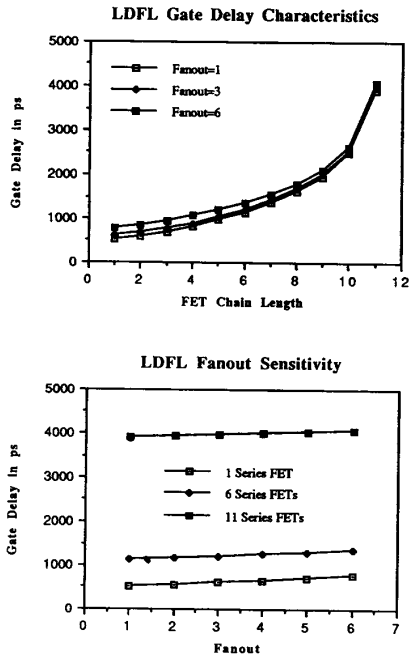 LDFL Gate Delay Characteristics
5000
4000
3000
2000
1000
0
Gate Delay in ps
Fanout=1
Fanout=3
Fanout=6
0 2 4 6 8 10 12
FET Chain Length
LDFL Fanout Sensitivity
5000
4000
3000
2000
1000
0
Gate Delay in ps
1 Series FET
6 Series FETs
11 Series FETs
0 1 2 3 4 5 6 7
Fanout